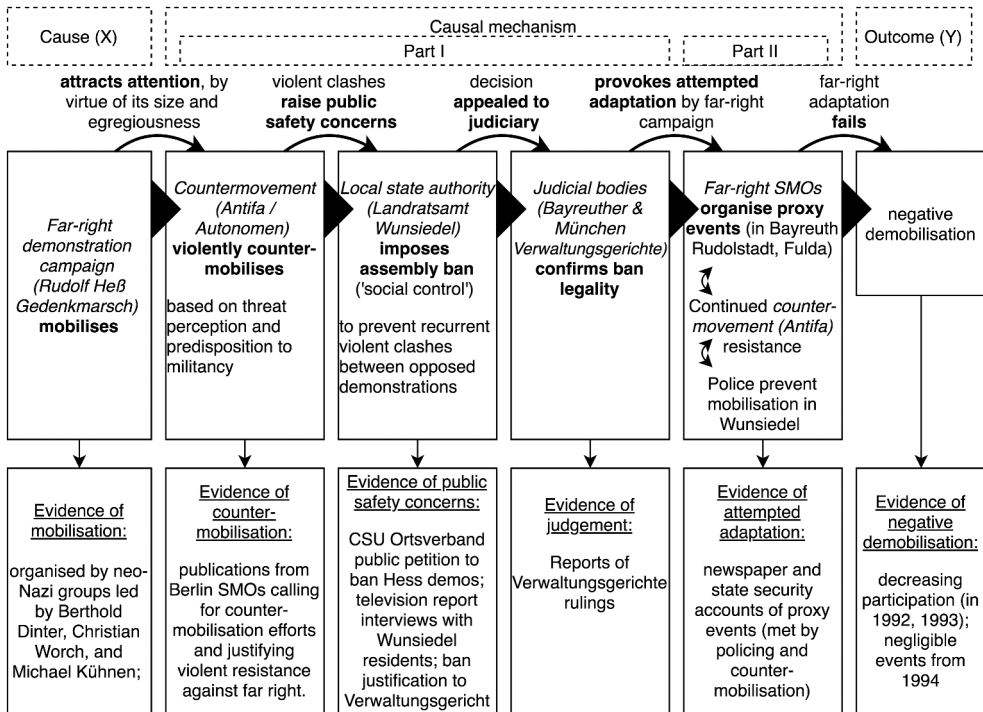 Cause (X)
Causal mechanism
Part I
Part II
Outcome (Y)
attracts attention, by
virtue of its size and
egregiousness
violent clashes
raise public
safety concerns
decision
appealed to
judiciary
provokes attempted
adaptation by far-right
campaign
far-right
adaptation
fails
Far-right
demonstration
campaign
(Rudolf Heß
Gedenkmarsch)
mobilises
Countermovement
(Antifa /
Autonomen)
violently counter-
mobilises
based on threat
perception and
predisposition to
militancy
Local state authority
(Landratsamt
Wunsiedel)
imposes
assembly ban
('social control')
to prevent recurrent
violent clashes
between opposed
demonstrations
Judicial bodies
(Bayreuther &
München
Verwaltungsgerichte)
confirms ban
legality
Far-right SMOs
organise proxy
events (in Bayreuth
Rudolstadt, Fulda)
Continued counter-
movement (Antifa)
resistance
Police prevent
mobilisation in
Wunsiedel
negative
demobilisation
Evidence of
mobilisation:
organised by neo-
Nazi groups led
by Berthold
Dinter, Christian
Worch, and
Michael Kühnen;
Evidence of
counter-
mobilisation:
publications from
Berlin SMOs calling
for counter-
mobilisation efforts
and justifying
violent resistance
against far right.
Evidence of public
safety concerns:
CSU Ortsverband
public petition to
ban Hess demos;
television report
interviews with
Wunsiedel
residents; ban
justification to
Verwaltungsgericht
Evidence of
judgement:
Reports of
Verwaltungsgerichte
rulings
Evidence of
attempted
adaptation:
newspaper and
state security
accounts of proxy
events (met by
policing and
counter-
mobilisation)
Evidence of
negative
demobilisation:
decreasing
participation (in
1992, 1993);
negligible
events from
1994